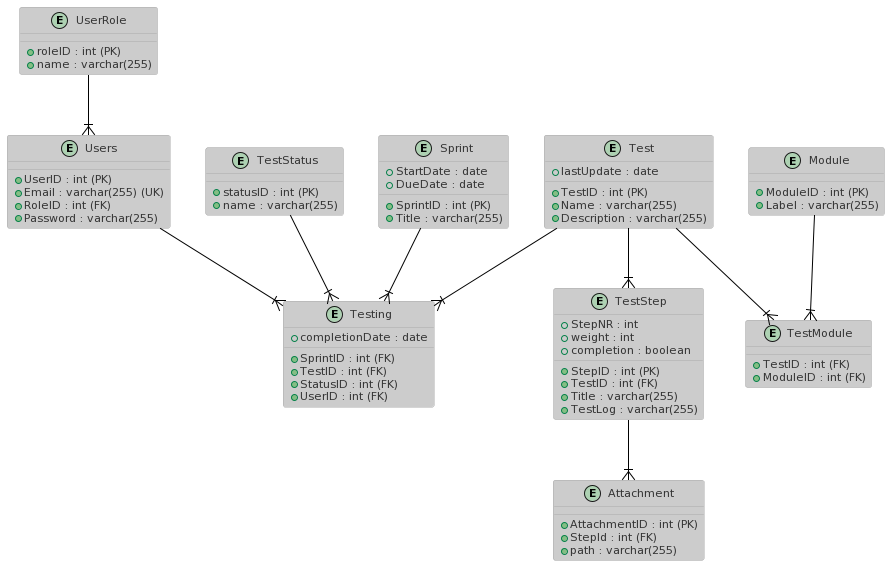 E UserRole
roleID : int (PK)
name : varchar(255)
E Users
UserID : int (PK)
Email : varchar(255) (UK)
RoleID : int (FK)
Password : varchar(255)
E TestStatus
statusID : int (PK)
name : varchar(255)
E Sprint
StartDate : date
DueDate : date
SprintID : int (PK)
Title : varchar(255)
E Test
lastUpdate : date
TestID : int (PK)
Name : varchar(255)
Description : varchar(255)
E Module
ModuleID : int (PK)
Label : varchar(255)
E Testing
completionDate : date
SprintID : int (FK)
TestID : int (FK)
StatusID : int (FK)
UserID : int (FK)
E TestStep
StepNR : int
weight : int
completion : boolean
StepID : int (PK)
TestID : int (FK)
Title : varchar(255)
TestLog : varchar(255)
E TestModule
TestID : int (FK)
ModuleID : int (FK)
E Attachment
AttachmentID : int (PK)
StepId : int (FK)
path : varchar(255)